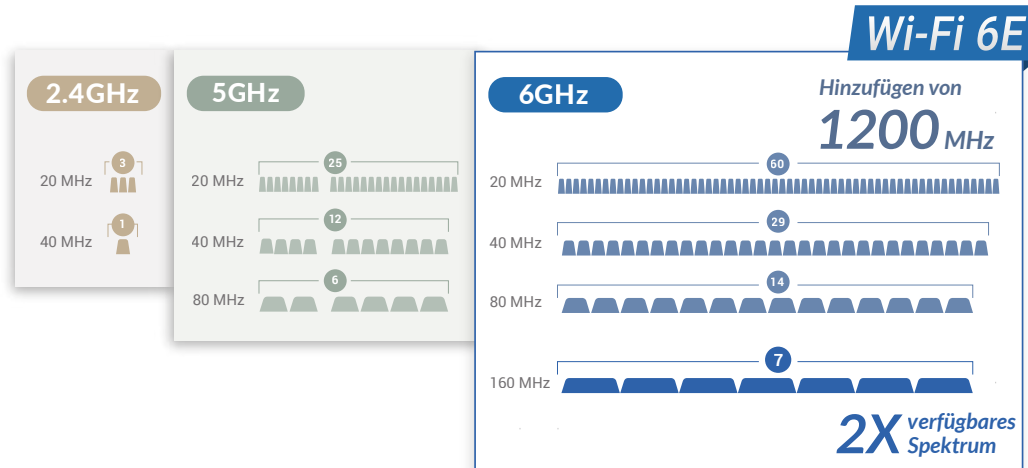 Wi-Fi 6E
2.4GHz
5GHz
6GHz
Hinzufügen von
1200 MHz
3
20 MHz
1
40 MHz
25
20 MHz
12
40 MHz
6
80 MHz
60
20 MHz
29
40 MHz
14
80 MHz
7
160 MHz
2X verfügbares
Spektrum